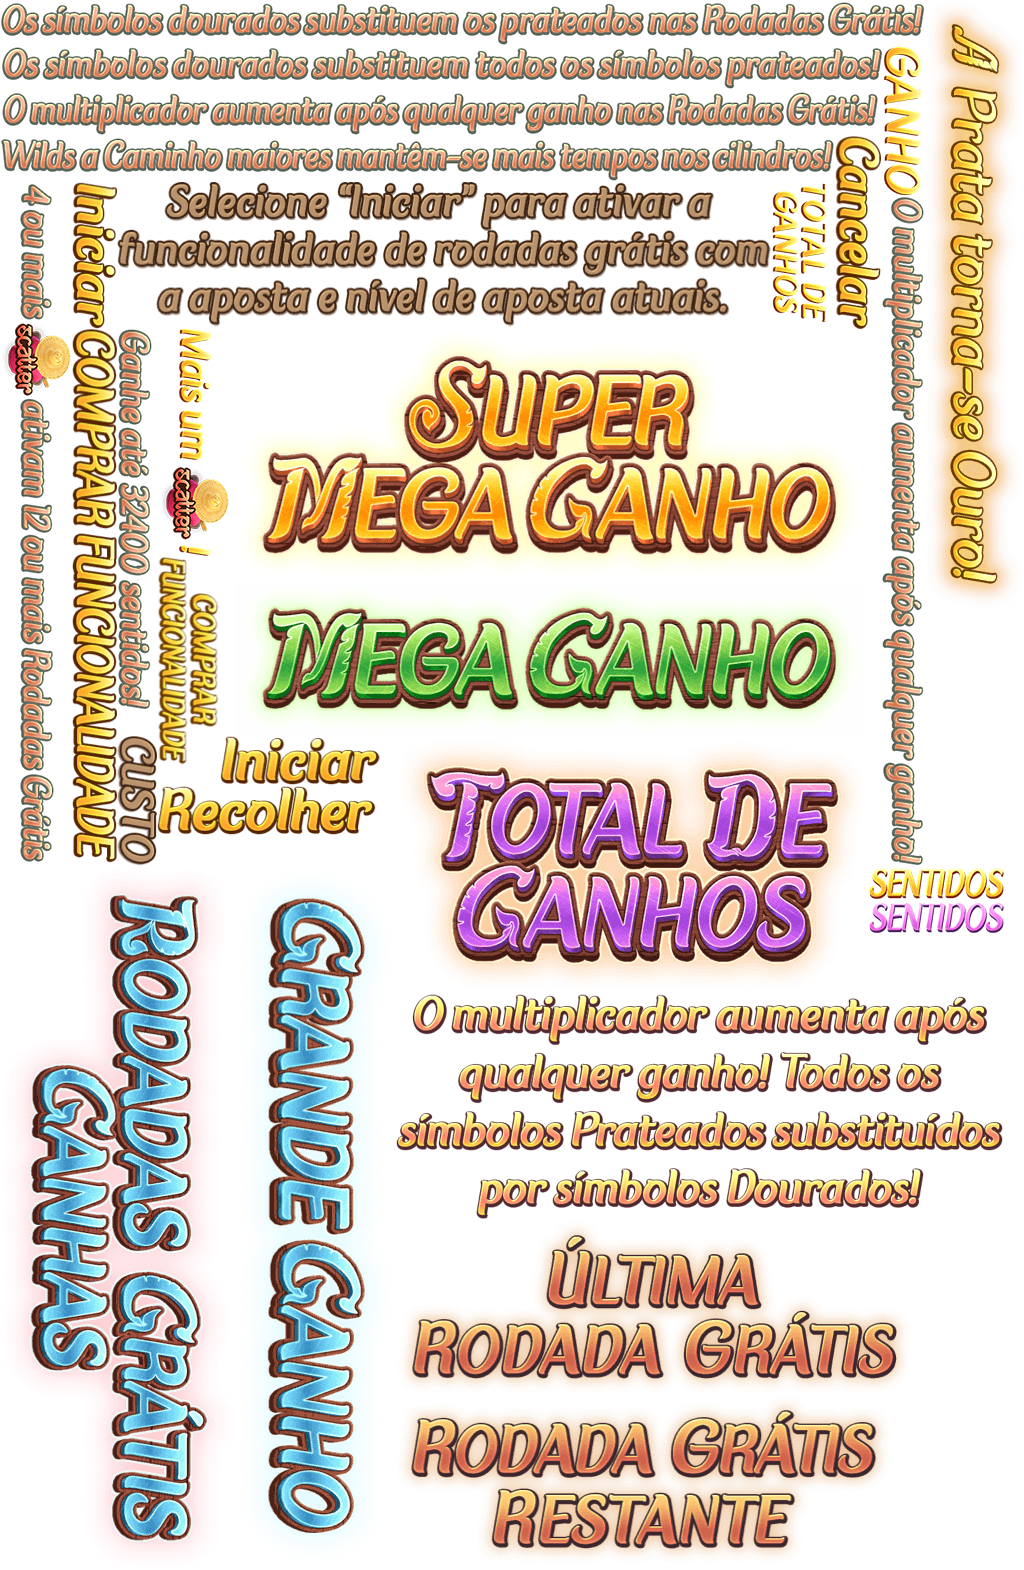 Os símbolos dourados substituem os prateados nas Rodadas Grátis!
Os símbolos dourados substituem todos os símbolos prateados!
O multiplicador aumenta após qualquer ganho nas Rodadas Grátis!
Wilds a Caminho maiores mantêm-se mais tempos nos cilindros!
A Prata torna-se Ouro!
GANHO
Cancelar
TOTAL DE
GANHOS
O multiplicador aumenta após qualquer ganho!
Selecione “Iniciar” para ativar a
funcionalidade de rodadas grátis com
a aposta e nível de aposta atuais.
4 ou mais scatter ativam 12 ou mais Rodadas Grátis
Iniciar
COMPRAR FUNCIONALIDADE
Ganhe até 32400 sentidos!
CUSTO
Mais um scatter !
COMPRAR
FUNCIONALIDADE
SUPER
MEGA GANHO
MEGA GANHO
Iniciar
Recolher
TOTAL DE
GANHOS
SENTIDOS
SENTIDOS
RODADAS GRÁTIS
GANHAS
GRANDE GANHO
O multiplicador aumenta após
qualquer ganho! Todos os
símbolos Prateados substituídos
por símbolos Dourados!
ÚLTIMA
RODADA GRÁTIS
RODADA GRÁTIS
RESTANTE